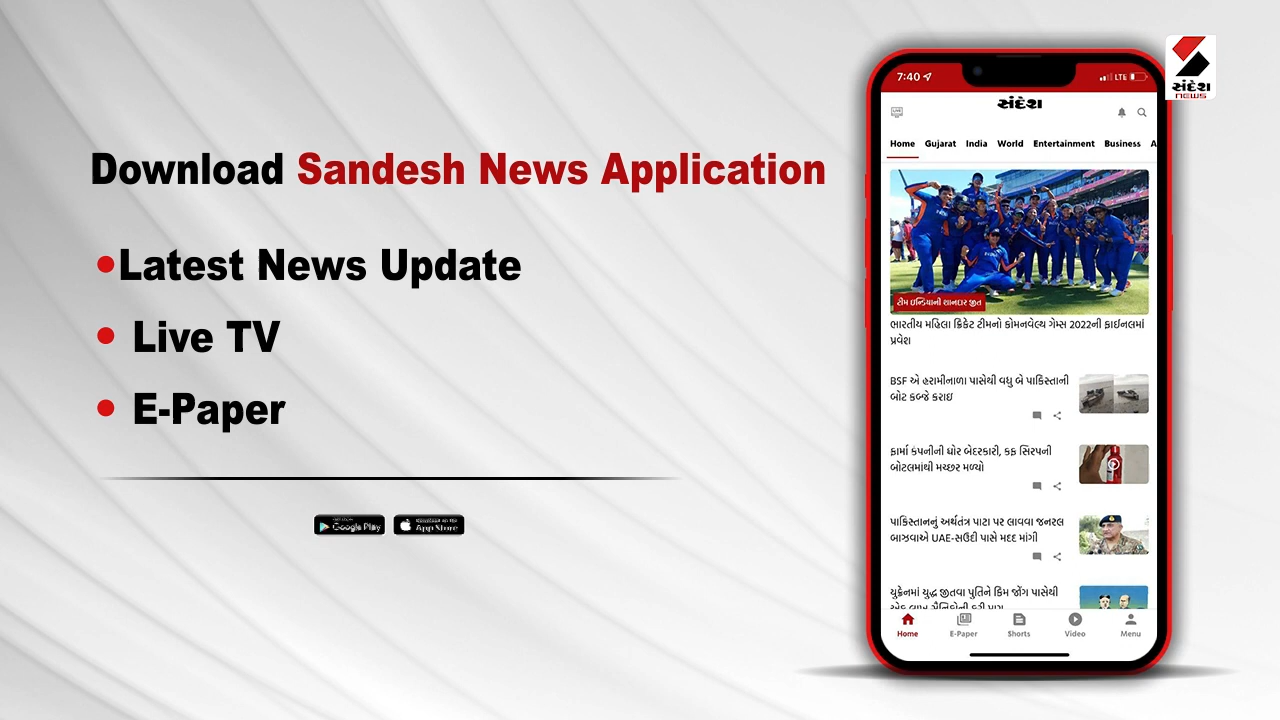 Download Sandesh News Application
•Latest News Update
• Live TV
• E-Paper
Google Play
App Store
સંદેશ
NEWS
7:40
LTE
LIVE
સંદેશ
Home Gujarat India World Entertainment Business A
ટીમ ઇન્ડિયાની શાનદાર જીત
ભારતીય મહિલા ક્રિકેટ ટીમનો કોમનવેલ્થ ગેમ્સ 2022ની ફાઈનલમાં
પ્રવેશ
BSF એ હરામીનાળા પાસેથી વધુ બે પાકિસ્તાની
બોટ કબ્જે કરાઇ
ફાર્મા કંપનીની ઘોર બેદરકારી, કફ સિરપની
બોટલમાંથી મચ્છર મળ્યો
પાકિસ્તાનનું અર્થતંત્ર પાટા પર લાવવા જનરલ
બાઝવાએ UAE-સઉદી પાસે મદદ માંગી
યુક્રેનમાં યુદ્ધ જીતવા પુતિને કિમ જોંગ પાસેથી
Home E-Paper Shorts Video Menu